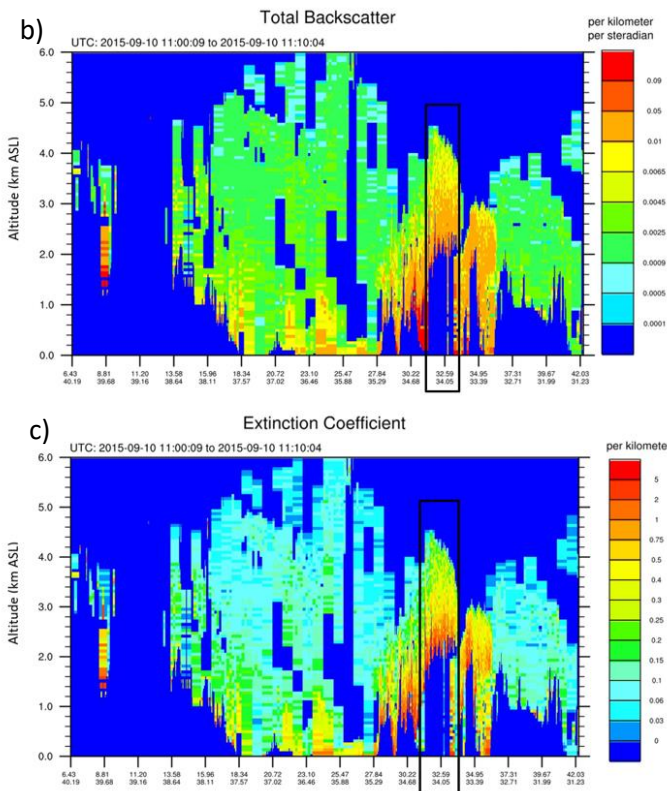 b)
Total Backscatter
UTC: 2015-09-10 11:00:09 to 2015-09-10 11:10:04
per kilometer
per steradian
Altitude (km ASL)
6.0
5.0
4.0
3.0
2.0
1.0
0.0
0.09
0.05
0.01
0.0065
0.0045
0.0009
0.0005
0.0001
6.43 8.81 11.20 13.58 15.96 18.34 20.72 23.10 25.47 27.84 30.22 32.59 34.95 37.31 39.67 42.03
40.19 39.68 39.16 38.64 38.11 37.57 37.02 36.46 35.88 35.29 34.68 34.05 33.39 32.71 31.99 31.23
c)
Extinction Coefficient
UTC: 2015-09-10 11:00:09 to 2015-09-10 11:10:04
per kilomete
Altitude (km ASL)
6.0
5.0
4.0
3.0
2.0
1.0
0.0
5
2
1
0.75
0.5
0.4
0.3
0.25
0.2
0.15
0.1
0.06
0.03
0
6.43 8.81 11.20 13.58 15.96 18.34 20.72 23.10 25.47 27.84 30.22 32.59 34.95 37.31 39.67 42.03
40.19 39.68 39.16 38.64 38.11 37.57 37.02 36.46 35.88 35.29 34.68 34.05 33.39 32.71 31.99 31.23